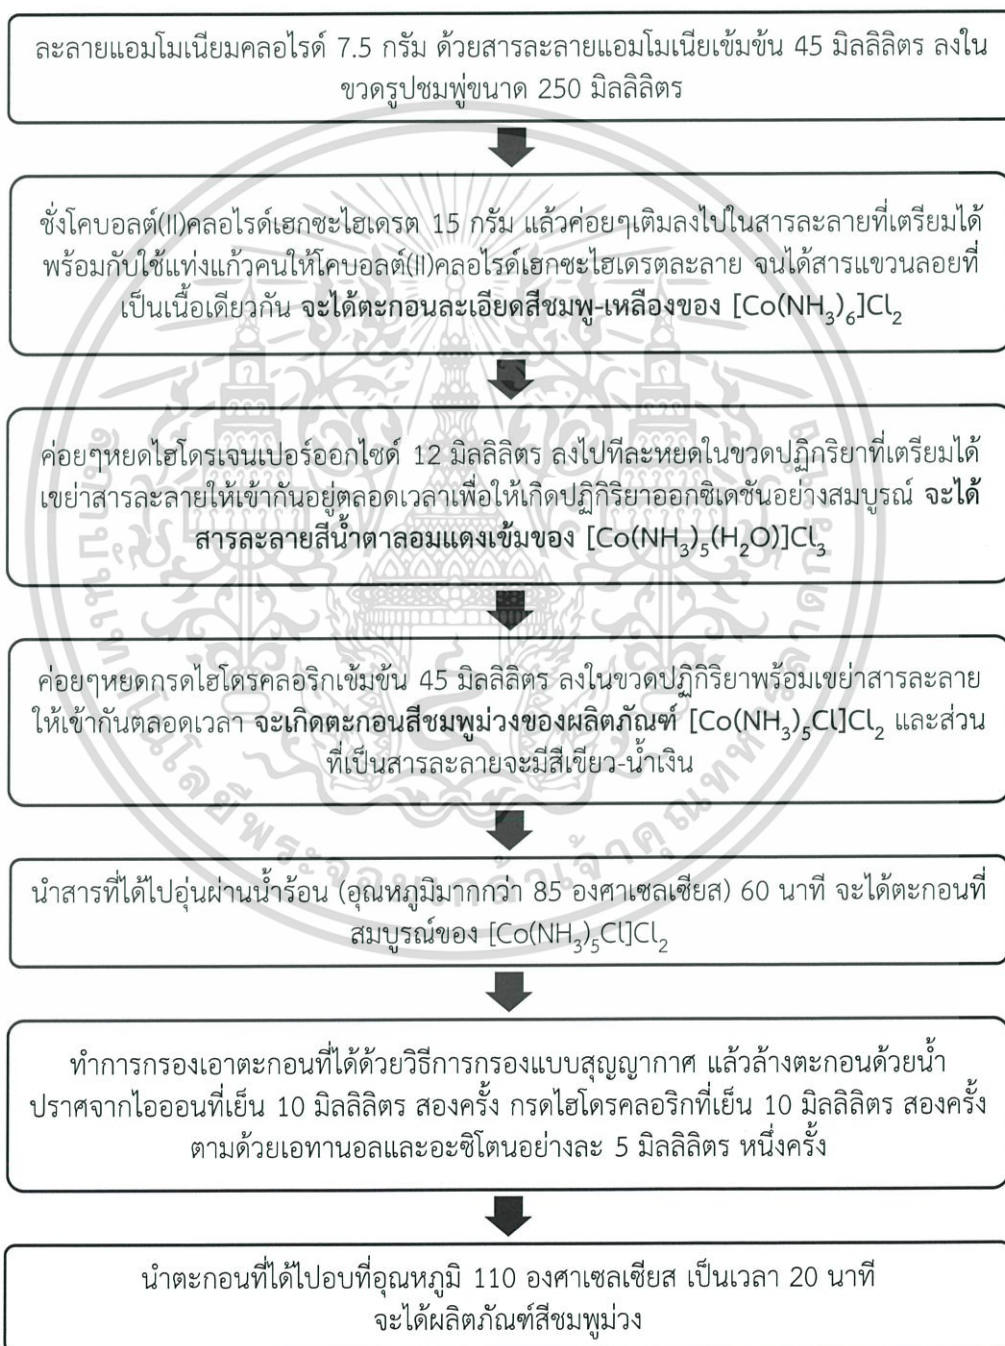 ละลายแอมโมเนียมคลอไรด์ 7.5 กรัม ด้วยสารละลายแอมโมเนียเข้มข้น 45 มิลลิลิตร ลงใน
ขวดรูปชมพู่ขนาด 250 มิลลิลิตร
ชั่งโคบอลต์(II)คลอไรด์เฮกซะไฮเดรต 15 กรัม แล้วค่อยๆเติมลงไปในสารละลายที่เตรียมได้
พร้อมกับใช้แท่งแก้วคนให้โคบอลต์(II)คลอไรด์เฮกซะไฮเดรตละลาย จนได้สารแขวนลอยที่
เป็นเนื้อเดียวกัน จะได้ตะกอนละเอียดสีชมพู-เหลืองของ [Co(NH₃)₆]Cl₂
ค่อยๆหยดไฮโดรเจนเปอร์ออกไซด์ 12 มิลลิลิตร ลงไปทีละหยดในขวดปฏิกริยาที่เตรียมได้
เขย่าสารละลายให้เข้ากันอยู่ตลอดเวลาเพื่อให้เกิดปฏิกิริยาออกซิเดชันอย่างสมบูรณ์ จะได้
สารละลายสีน้ำตาลอมแดงเข้มของ [Co(NH₃)₅(H₂O)]Cl₃
ค่อยๆหยดกรดไฮโดรคลอริกเข้มข้น 45 มิลลิลิตร ลงในขวดปฏิกิริยาพร้อมเขย่าสารละลาย
ให้เข้ากันตลอดเวลา จะเกิดตะกอนสีชมพูม่วงของผลิตภัณฑ์ [Co(NH₃)₅Cl]Cl₂ และส่วน
ที่เป็นสารละลายจะมีสีเขียว-น้ำเงิน
นำสารที่ได้ไปอุ่นผ่านน้ำร้อน (อุณหภูมิมากกว่า 85 องศาเซลเซียส) 60 นาที จะได้ตะกอนที่
สมบูรณ์ของ [Co(NH₃)₅Cl]Cl₂
ทำการกรองเอาตะกอนที่ได้ด้วยวิธีการกรองแบบสุญญากาศ แล้วล้างตะกอนด้วยน้ำ
ปราศจากไอออนที่เย็น 10 มิลลิลิตร สองครั้ง กรดไฮโดรคลอริกที่เย็น 10 มิลลิลิตร สองครั้ง
ตามด้วยเอทานอลและอะซิโตนอย่างละ 5 มิลลิลิตร หนึ่งครั้ง
นำตะกอนที่ได้ไปอบที่อุณหภูมิ 110 องศาเซลเซียส เป็นเวลา 20 นาที
จะได้ผลิตภัณฑ์สีชมพูม่วง